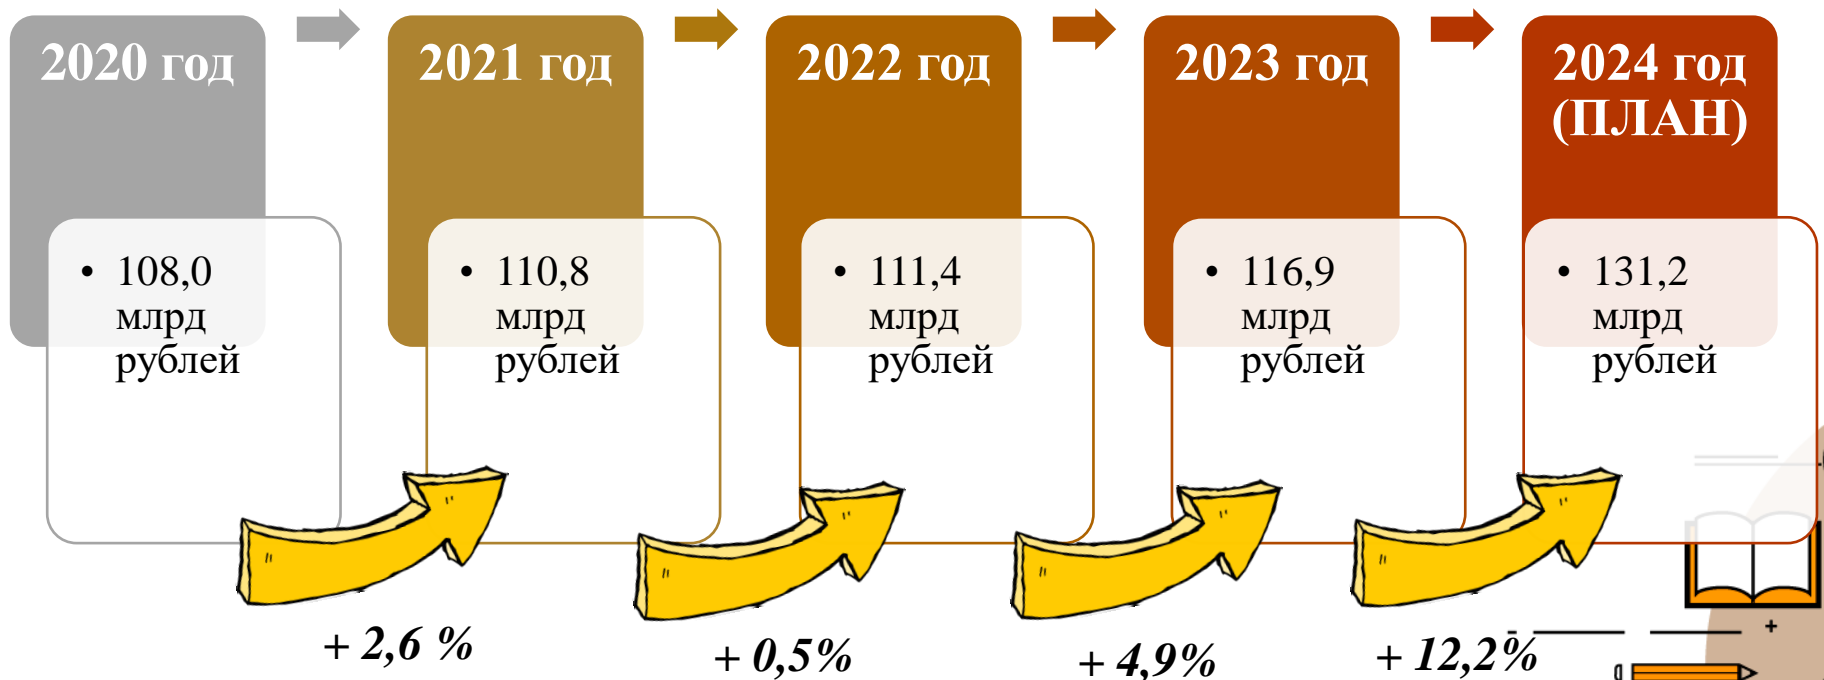 2020 год
2021 год
2022 год
2023 год
2024 год
(ПЛАН)
• 108,0
млрд
рублей
• 110,8
млрд
рублей
• 111,4
млрд
рублей
• 116,9
млрд
рублей
• 131,2
млрд
рублей
+ 2,6 %
+ 0,5%
+ 4,9%
+ 12,2%